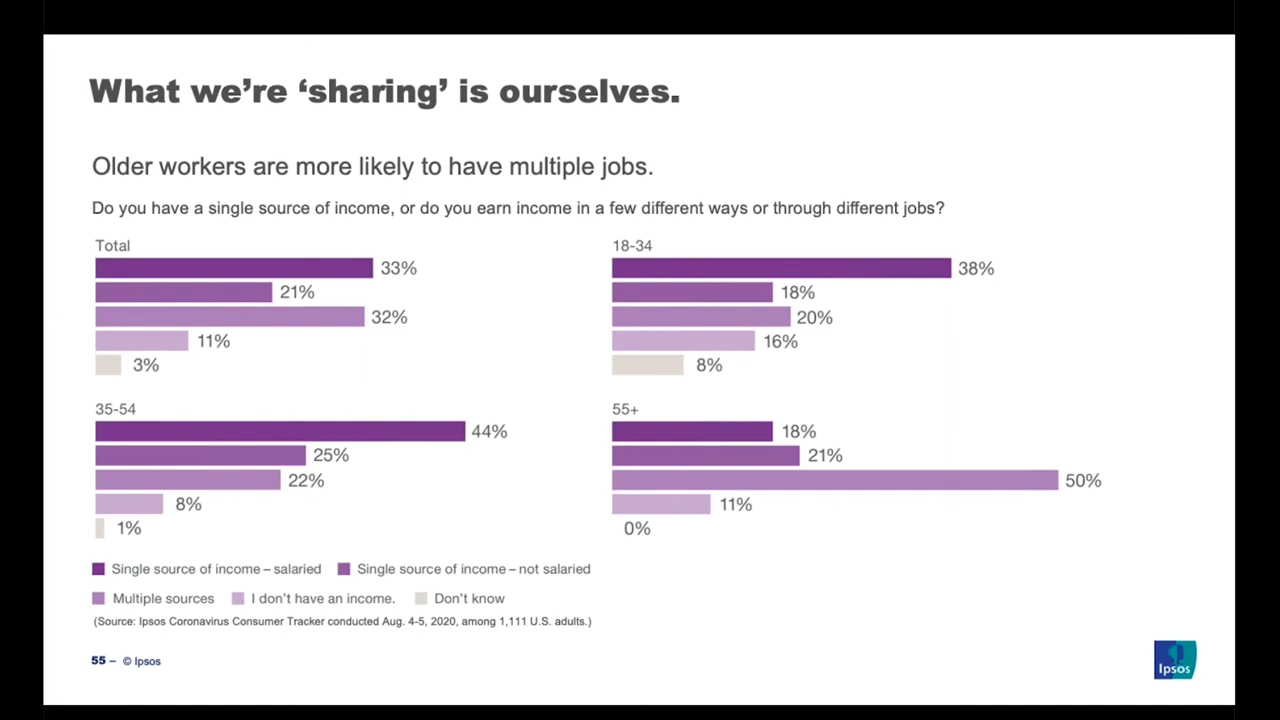 What we're ‘sharing’ is ourselves.
Older workers are more likely to have multiple jobs.
Do you have a single source of income, or do you earn income in a few different ways or through different jobs?
Total
33%
21%
32%
11%
3%
18-34
38%
18%
20%
16%
8%
35-54
44%
25%
22%
8%
1%
55+
18%
21%
50%
11%
0%
Single source of income – salaried Single source of income – not salaried
Multiple sources I don't have an income. Don't know
(Source: Ipsos Coronavirus Consumer Tracker conducted Aug. 4-5, 2020, among 1,111 U.S. adults.)
55 – © Ipsos
Ipsos